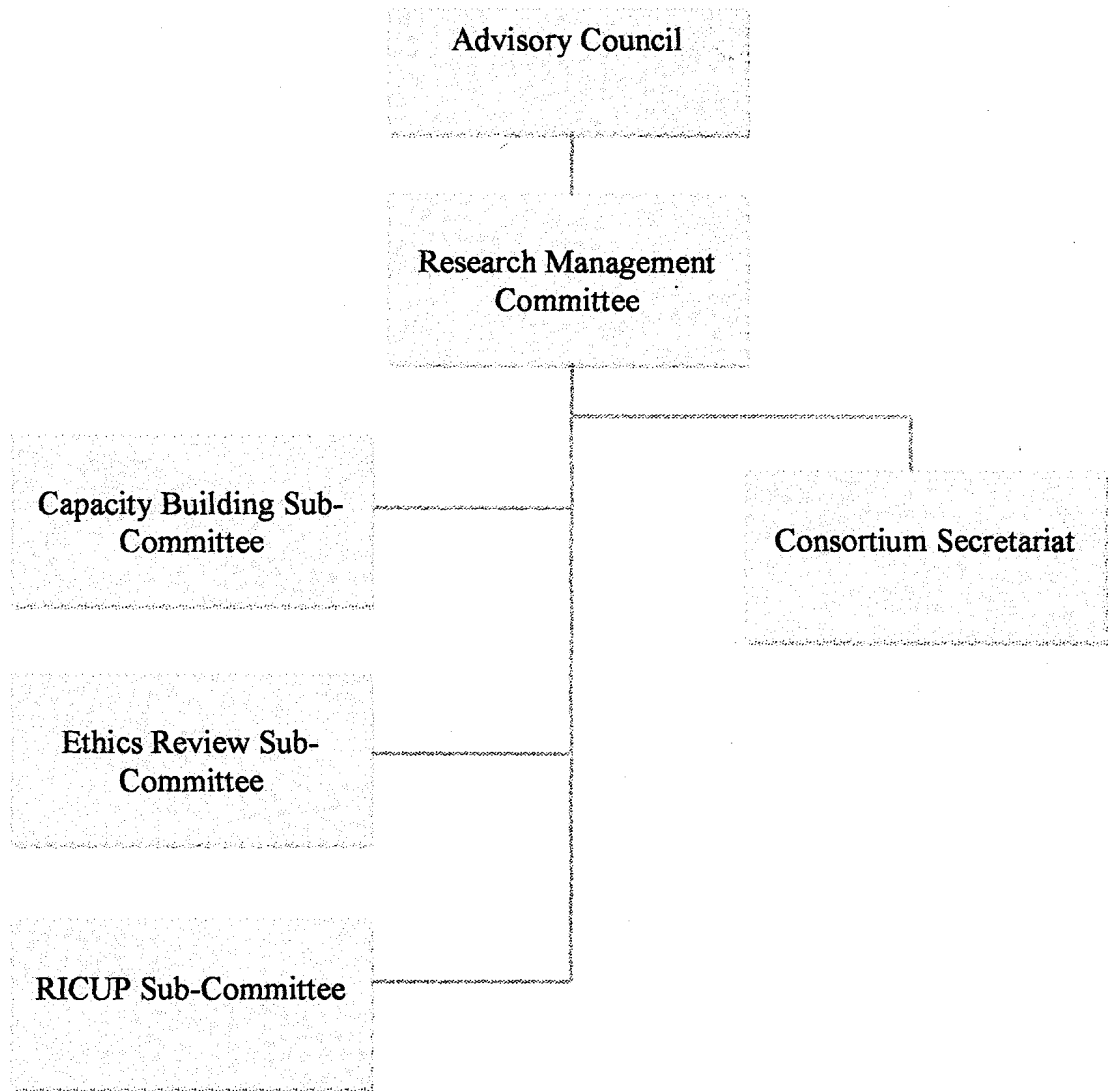 Advisory Council
Research Management
Committee
Capacity Building Sub-
Committee
Consortium Secretariat
Ethics Review Sub-
Committee
RICUP Sub-Committee